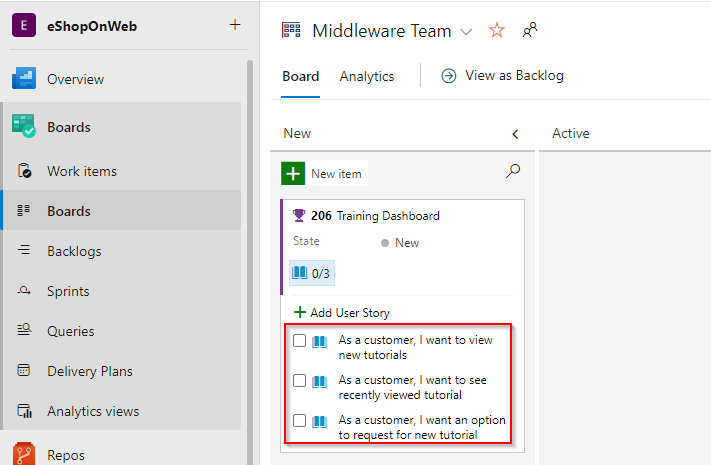 E eShopOnWeb
Overview
Boards
Work items
Boards
Backlogs
Sprints
Queries
Delivery Plans
Analytics views
Repos
Middleware Team
Board Analytics View as Backlog
New
Active
New item
206 Training Dashboard
State New
0/3
Add User Story
As a customer, I want to view
new tutorials
As a customer, I want to see
recently viewed tutorial
As a customer, I want an option
to request for new tutorial